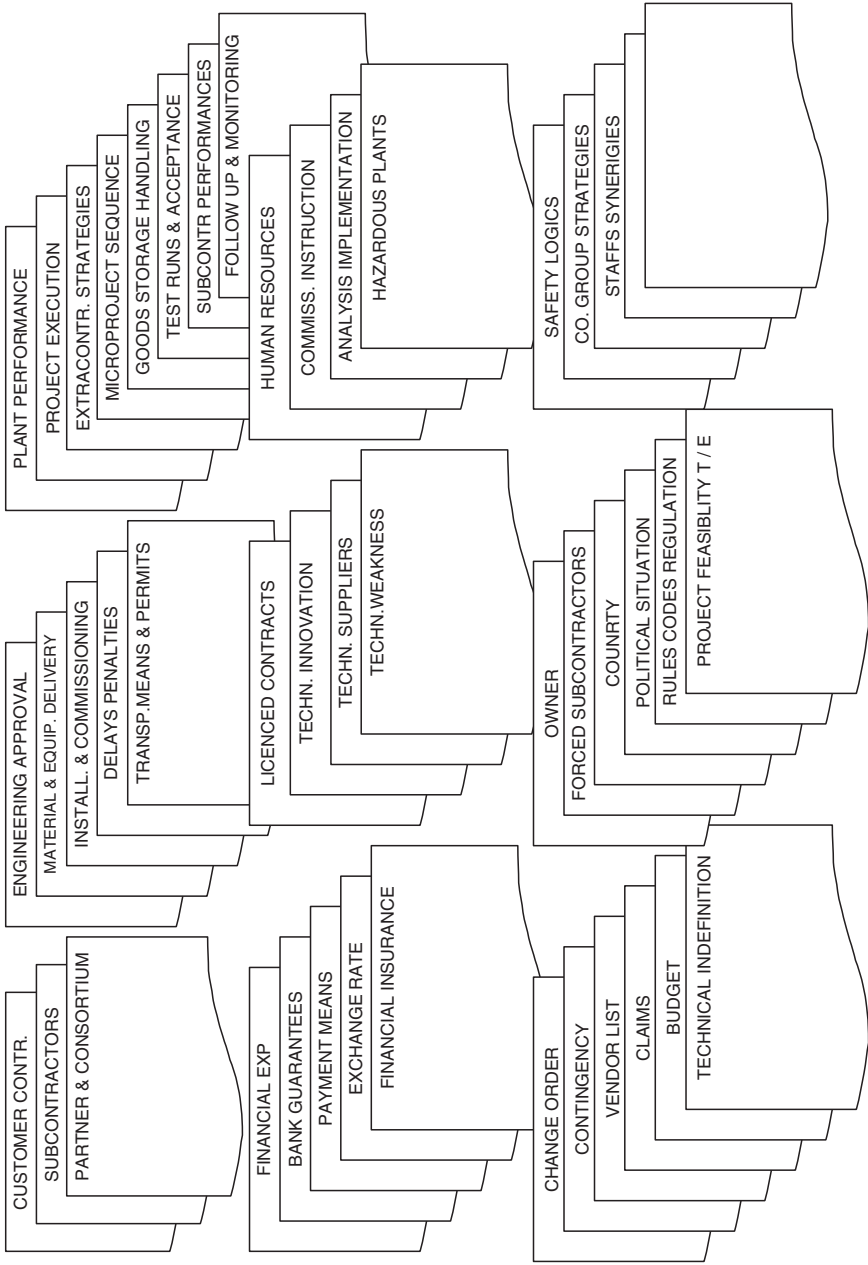 CUSTOMER CONTR.
SUBCONTRACTORS
PARTNER & CONSORTIUM
ENGINEERING APPROVAL
MATERIAL & EQUIP. DELIVERY
INSTALL. & COMMISSIONING
DELAYS PENALTIES
TRANSP.MEANS & PERMITS
PLANT PERFORMANCE
PROJECT EXECUTION
EXTRACONTR. STRATEGIES
MICROPROJECT SEQUENCE
GOODS STORAGE HANDLING
TEST RUNS & ACCEPTANCE
SUBCONTR PERFORMANCES
FOLLOW UP & MONITORING
FINANCIAL EXP
BANK GUARANTEES
PAYMENT MEANS
EXCHANGE RATE
FINANCIAL INSURANCE
LICENCED CONTRACTS
TECHN. INNOVATION
TECHN. SUPPLIERS
TECHN.WEAKNESS
HUMAN RESOURCES
COMMISS. INSTRUCTION
ANALYSIS IMPLEMENTATION
HAZARDOUS PLANTS
CHANGE ORDER
CONTINGENCY
VENDOR LIST
CLAIMS
BUDGET
TECHNICAL INDEFINITION
OWNER
FORCED SUBCONTRACTORS
COUNRTY
POLITICAL SITUATION
RULES CODES REGULATION
PROJECT FEASIBLITY T / E
SAFETY LOGICS
CO. GROUP STRATEGIES
STAFFS SYNERIGIES